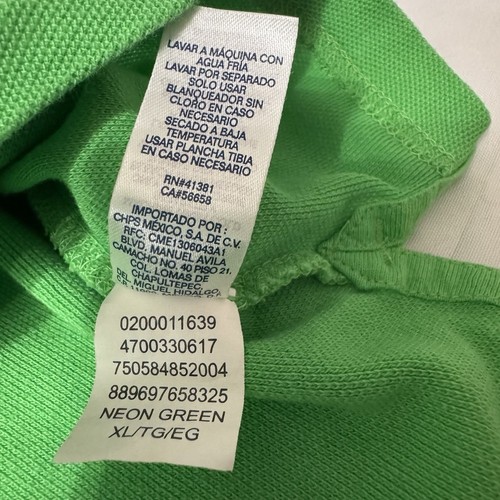 LAVAR A MÁQUINA CON
AGUA FRÍA
LAVAR POR SEPARADO
SOLO USAR
BLANQUEADOR SIN
CLORO EN CASO
NECESARIO
SECADO A BAJA
TEMPERATURA
USAR PLANCHA TIBIA
EN CASO NECESARIO
RN#41381
CA#56658
IMPORTADO POR:
CHPS MÉXICO, S.A. DE C.V.
RFC: CME1306043A1
BLVD. MANUEL AVILA
CAMACHO NO. 40 PISO 21,
COL. LOMAS DE
CHAPULTEPEC,
DEL. MIGUEL HIDALGO,
0200011639
4700330617
750584852004
889697658325
NEON GREEN
XL/TG/EG